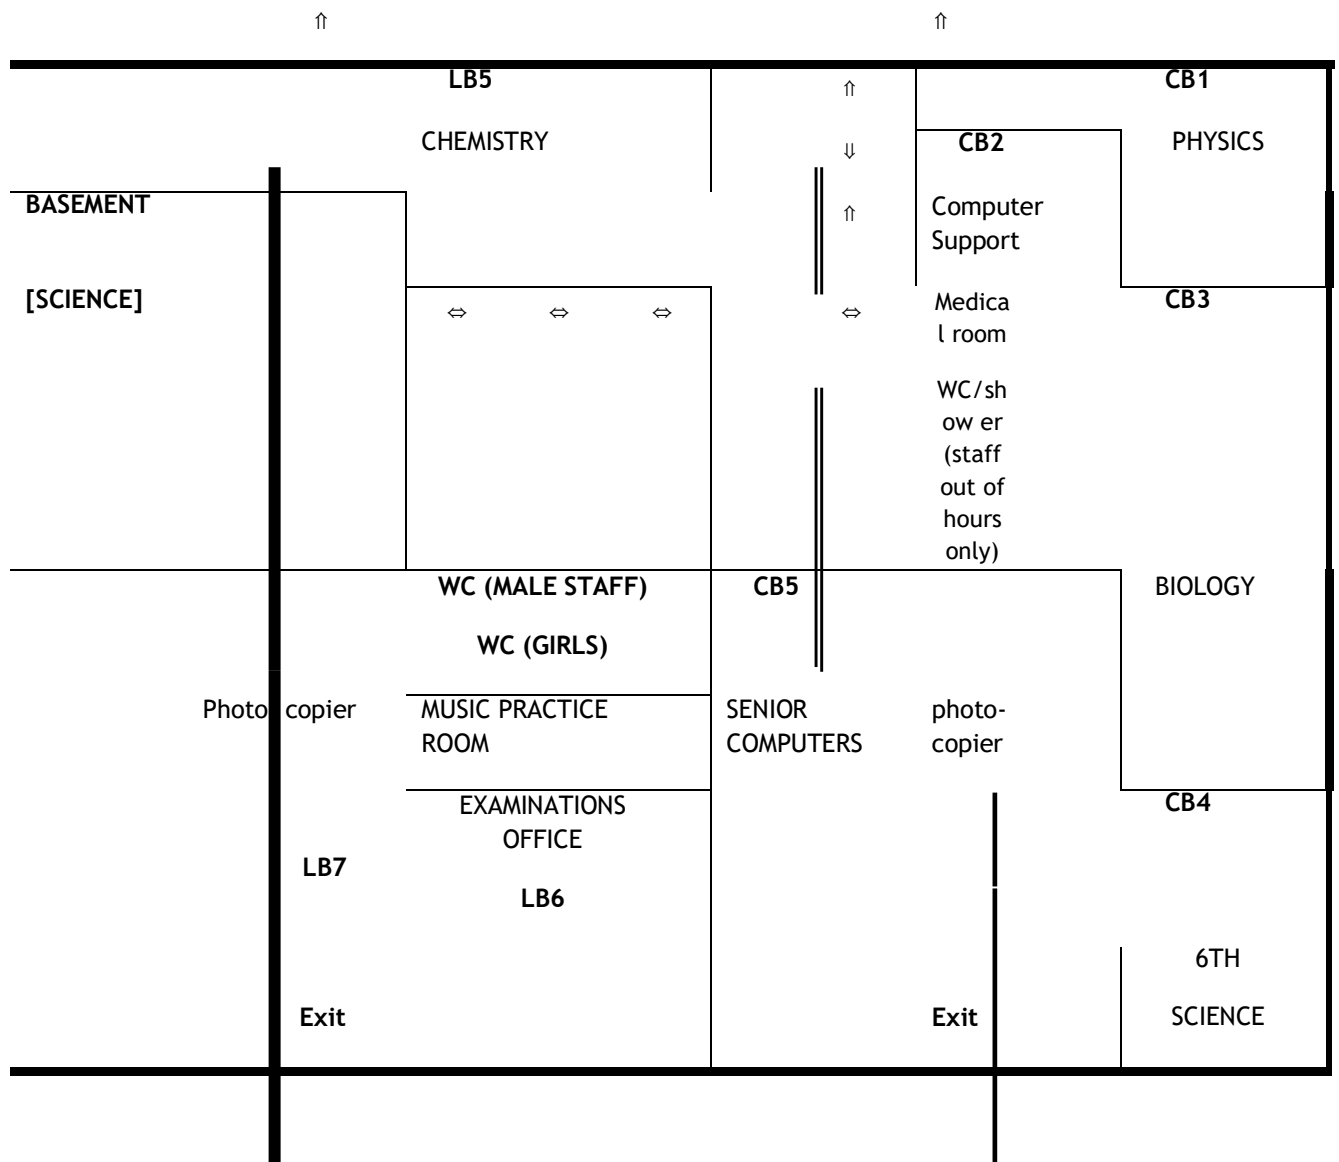 ⇑ ⇑
LB5 ⇑ CB1
CHEMISTRY ⇓ CB2 PHYSICS
BASEMENT ⇑ Computer
Support
[SCIENCE] Medica CB3
⇔ ⇔ ⇔ ⇔ l room
WC/sh
ow er
(staff
out of
hours
only)
WC (MALE STAFF) CB5 BIOLOGY
WC (GIRLS)
Photo copier MUSIC PRACTICE SENIOR photo-
ROOM COMPUTERS copier
EXAMINATIONS CB4
OFFICE
LB7
LB6
6TH
Exit Exit SCIENCE